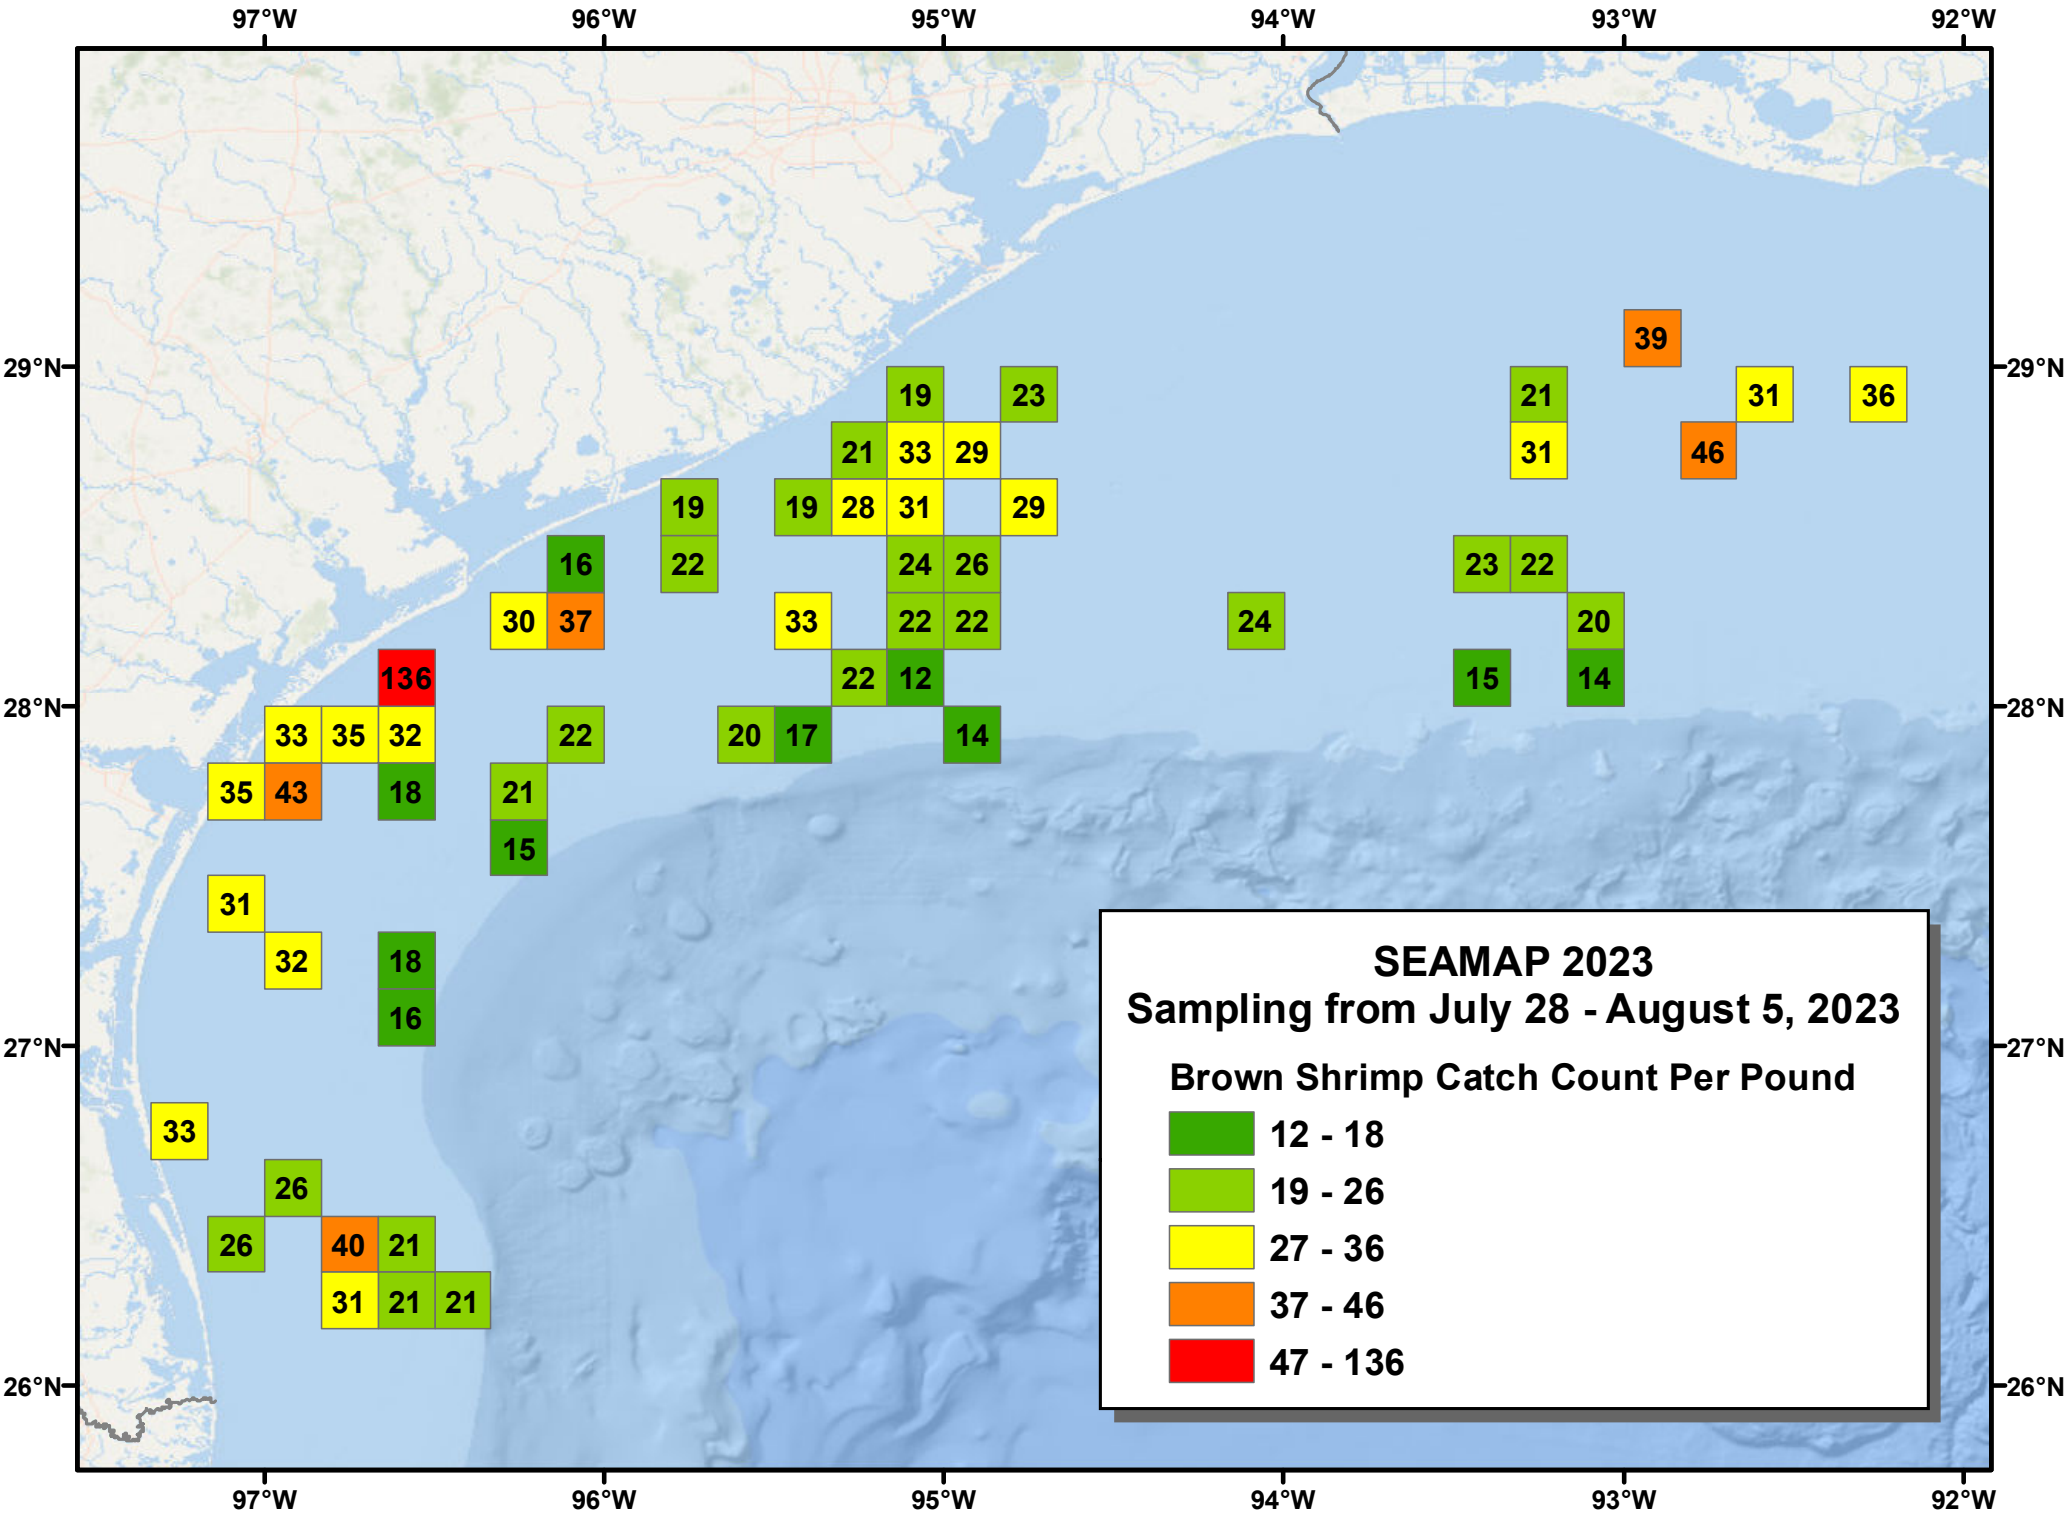 97°W 96°W 95°W 94°W 93°W 92°W
39
29°N 29°N
19 23 21 31 36
21 33 29 31 46
19 19 28 31 29
16 22 24 26 23 22
30 37 33 22 22 24 20
136 22 12 15 14
28°N 28°N
33 35 32 22 20 17 14
35 43 18 21
15
31
32 18
16
27°N 27°N
33
26
26 40 21
31 21 21
26°N 26°N
SEAMAP 2023
Sampling from July 28 - August 5, 2023
Brown Shrimp Catch Count Per Pound
12 - 18
19 - 26
27 - 36
37 - 46
47 - 136
97°W 96°W 95°W 94°W 93°W 92°W